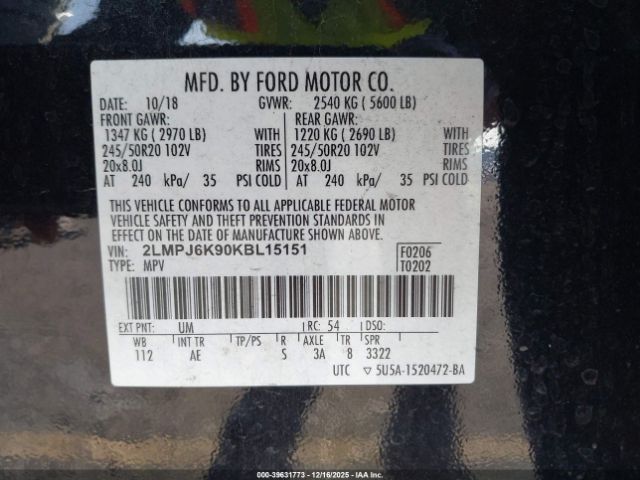 MFD. BY FORD MOTOR CO.
DATE: 10/18 GVWR: 2540 KG ( 5600 LB)
FRONT GAWR: REAR GAWR:
1347 KG ( 2970 LB) WITH 1220 KG ( 2690 LB) WITH
245/50R20 102V TIRES 245/50R20 102V TIRES
20x8.0J RIMS 20x8.0J RIMS
AT 240 kPa/ 35 PSI COLD AT 240 kPa/ 35 PSI COLD
THIS VEHICLE CONFORMS TO ALL APPLICABLE FEDERAL MOTOR
VEHICLE SAFETY AND THEFT PREVENTION STANDARDS IN
EFFECT ON THE DATE OF MANUFACTURE SHOWN ABOVE.
VIN: 2LMPJ6K90KBL15151 F0206
TYPE: MPV T0202
EXT PNT: UM RC: 54 DSO:
WB INT TR TP/PS R AXLE TR SPR
112 AE S 3A 8 3322
UTC ▽ 5U5A-1520472-BA
00-39631773 - 12/16/2025 - IAA Inc.